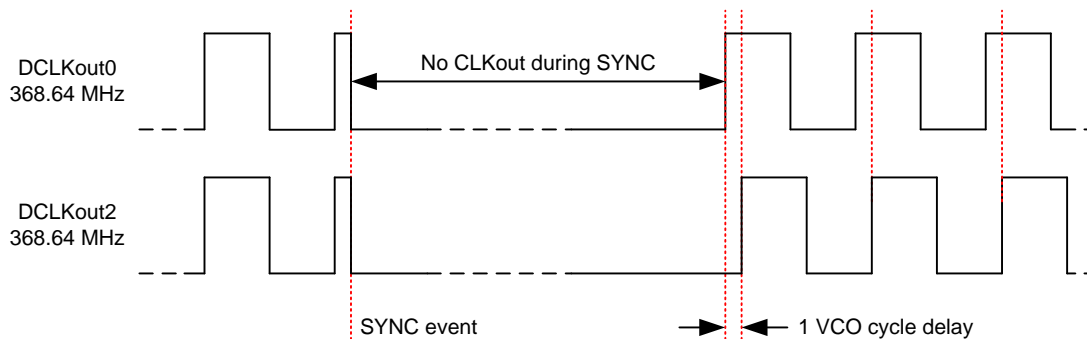 DCLKout0
368.64 MHz
No CLKout during SYNC
DCLKout2
368.64 MHz
SYNC event
1 VCO cycle delay